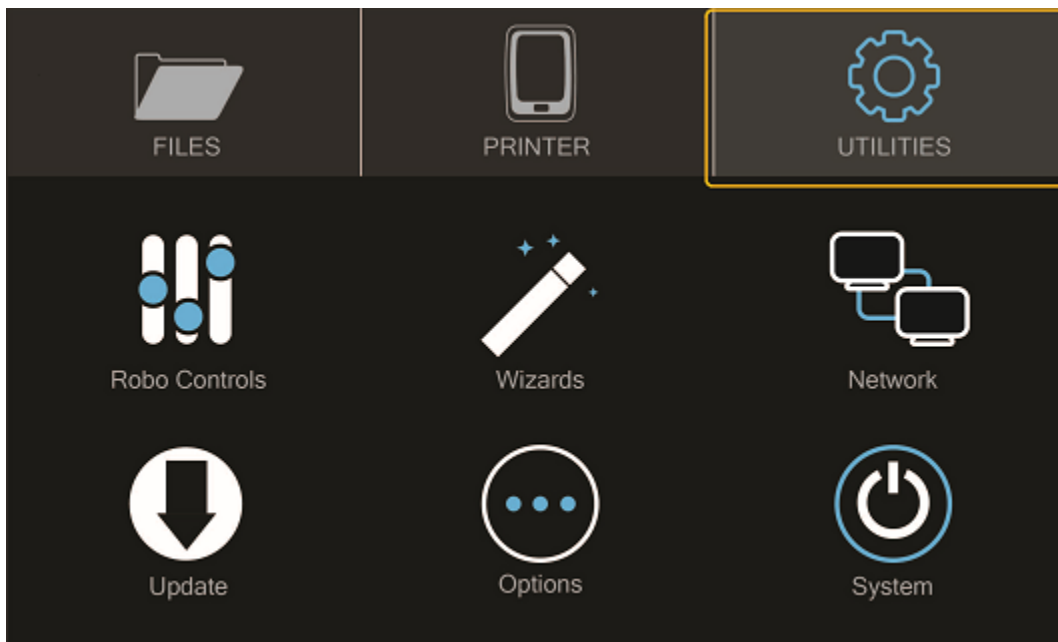 FILES
PRINTER
UTILITIES
Robo Controls
Wizards
Network
Update
Options
System